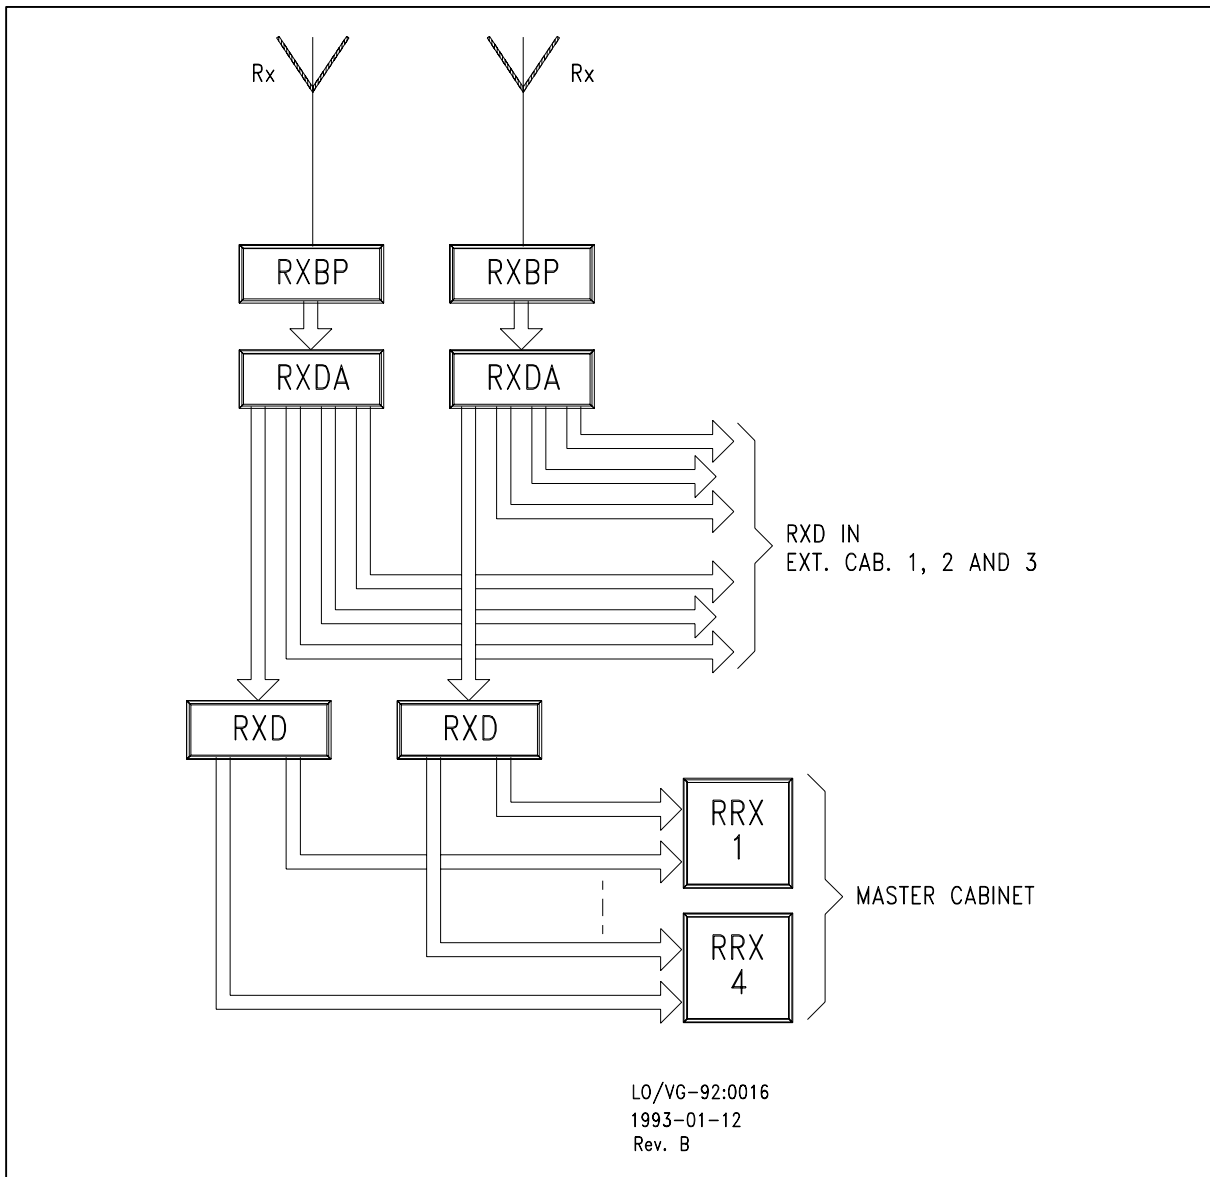 Rx
Rx
RXBP
RXBP
RXDA
RXDA
RXD IN
EXT. CAB. 1, 2 AND 3
RXD
RXD
RRX
1
MASTER CABINET
RRX
4
LO/VG-92:0016
1993-01-12
Rev. B